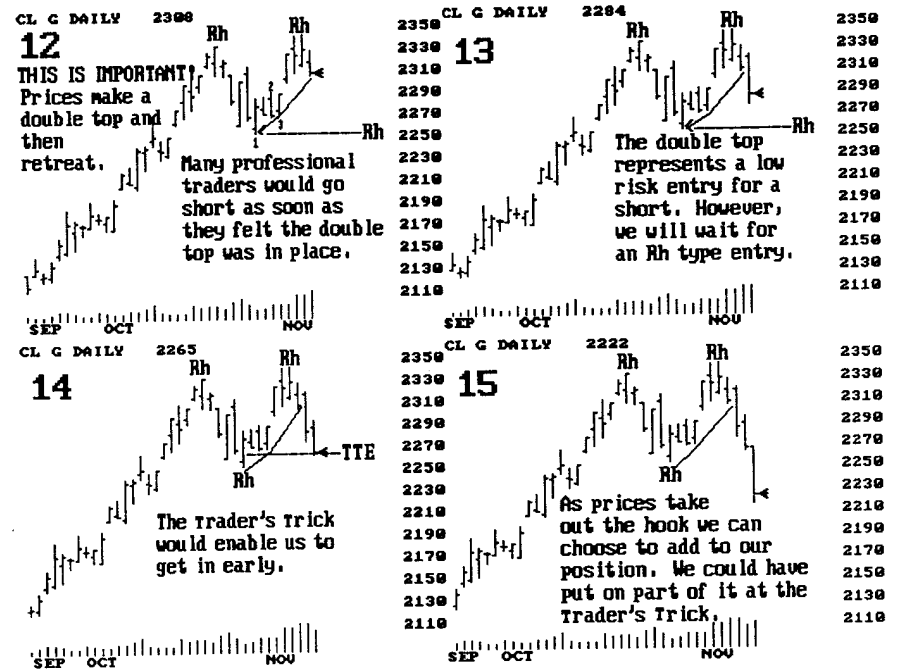 CL G DAILY 2308
12
Rh
Rh
THIS IS IMPORTANT!
Prices make a
double top and
then
retreat.
2
3
1
Rh
Many professional
traders would go
short as soon as
they felt the double
top was in place.
2350
2330
2310
2290
2270
2250
2230
2210
2190
2170
2150
2130
2110
SEP OCT NOV
CL G DAILY 2284
13
Rh
Rh
Rh
The double top
represents a low
risk entry for a
short. However,
we will wait for
an Rh type entry.
2350
2330
2310
2290
2270
2250
2230
2210
2190
2170
2150
2130
2110
SEP OCT NOV
CL G DAILY 2265
14
Rh
Rh
TTE
Rh
The Trader's Trick
would enable us to
get in early.
2350
2330
2310
2290
2270
2250
2230
2210
2190
2170
2150
2130
2110
SEP OCT NOV
CL G DAILY 2222
15
Rh
Rh
Rh
As prices take
out the hook we can
choose to add to our
position. We could have
put on part of it at the
Trader's Trick.
2350
2330
2310
2290
2270
2250
2230
2210
2190
2170
2150
2130
2110
SEP OCT NOV